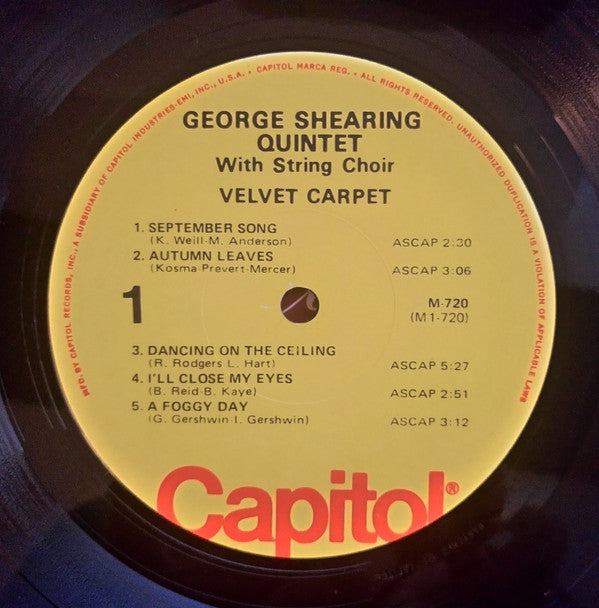 MFD. BY CAPITOL RECORDS, INC., A SUBSIDIARY OF CAPITOL INDUSTRIES-EMI, INC., U.S.A. • CAPITOL MARCA REG. • ALL RIGHTS RESERVED. UNAUTHORIZED DUPLICATION IS A VIOLATION OF APPLICABLE LAWS.
GEORGE SHEARING
QUINTET
With String Choir
VELVET CARPET
1. SEPTEMBER SONG
(K. Weill-M. Anderson) ASCAP 2:30
2. AUTUMN LEAVES
(Kosma-Prevert-Mercer) ASCAP 3:06
1
M-720
(M1-720)
3. DANCING ON THE CEILING
(R. Rodgers L. Hart) ASCAP 5:27
4. I'LL CLOSE MY EYES
(B. Reid-B. Kaye) ASCAP 2:51
5. A FOGGY DAY
(G. Gershwin-I. Gershwin) ASCAP 3:12
Capitol®